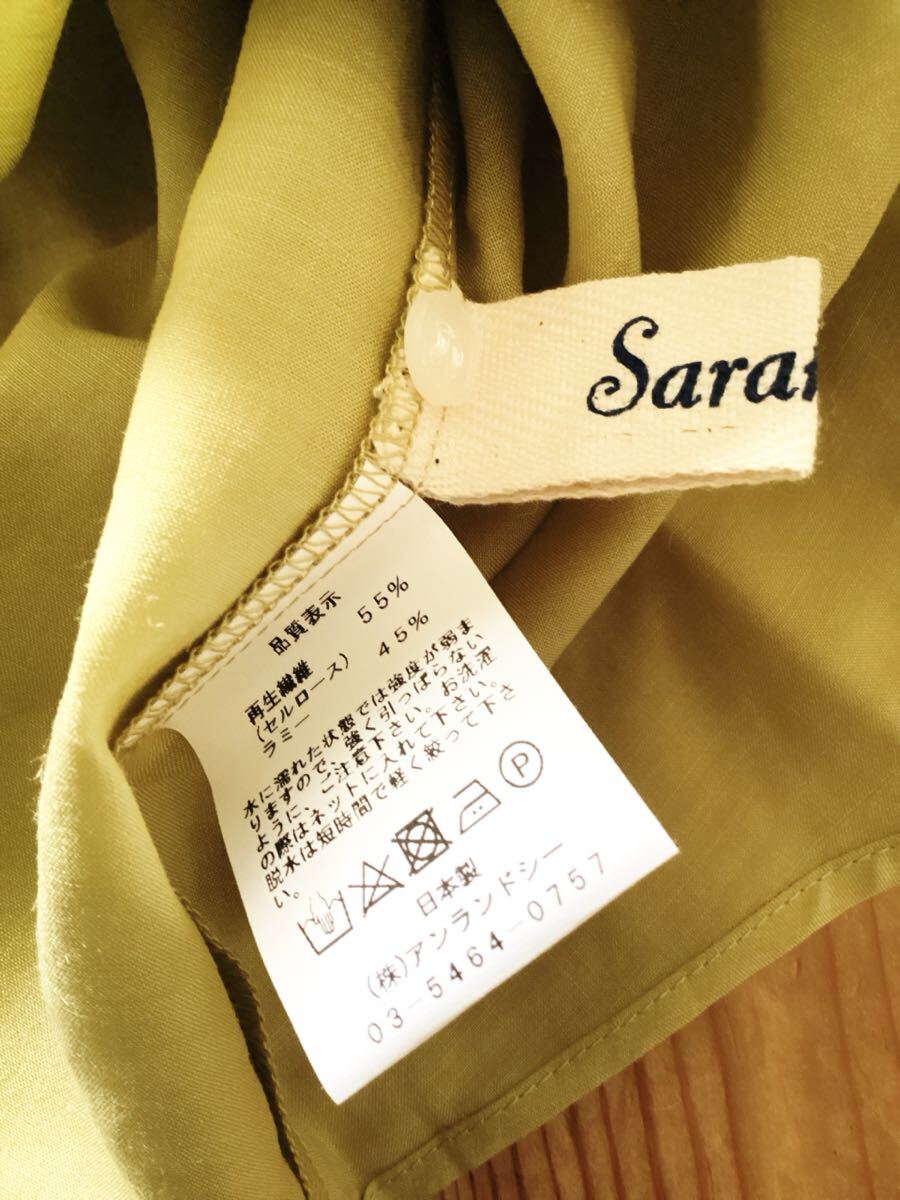 Saran
品質表示
再生繊維 55%
(セルロース)
ラミー 45%
水に濡れた状態では強度が弱ま
りますので、強く引っぱらない
ように、ご注意下さい。お洗濯
の際はネットに入れて下さい。
脱水は短時間で軽く絞って下さ
い。
P
日本製
(株)アンランドシー
03-5464-0757